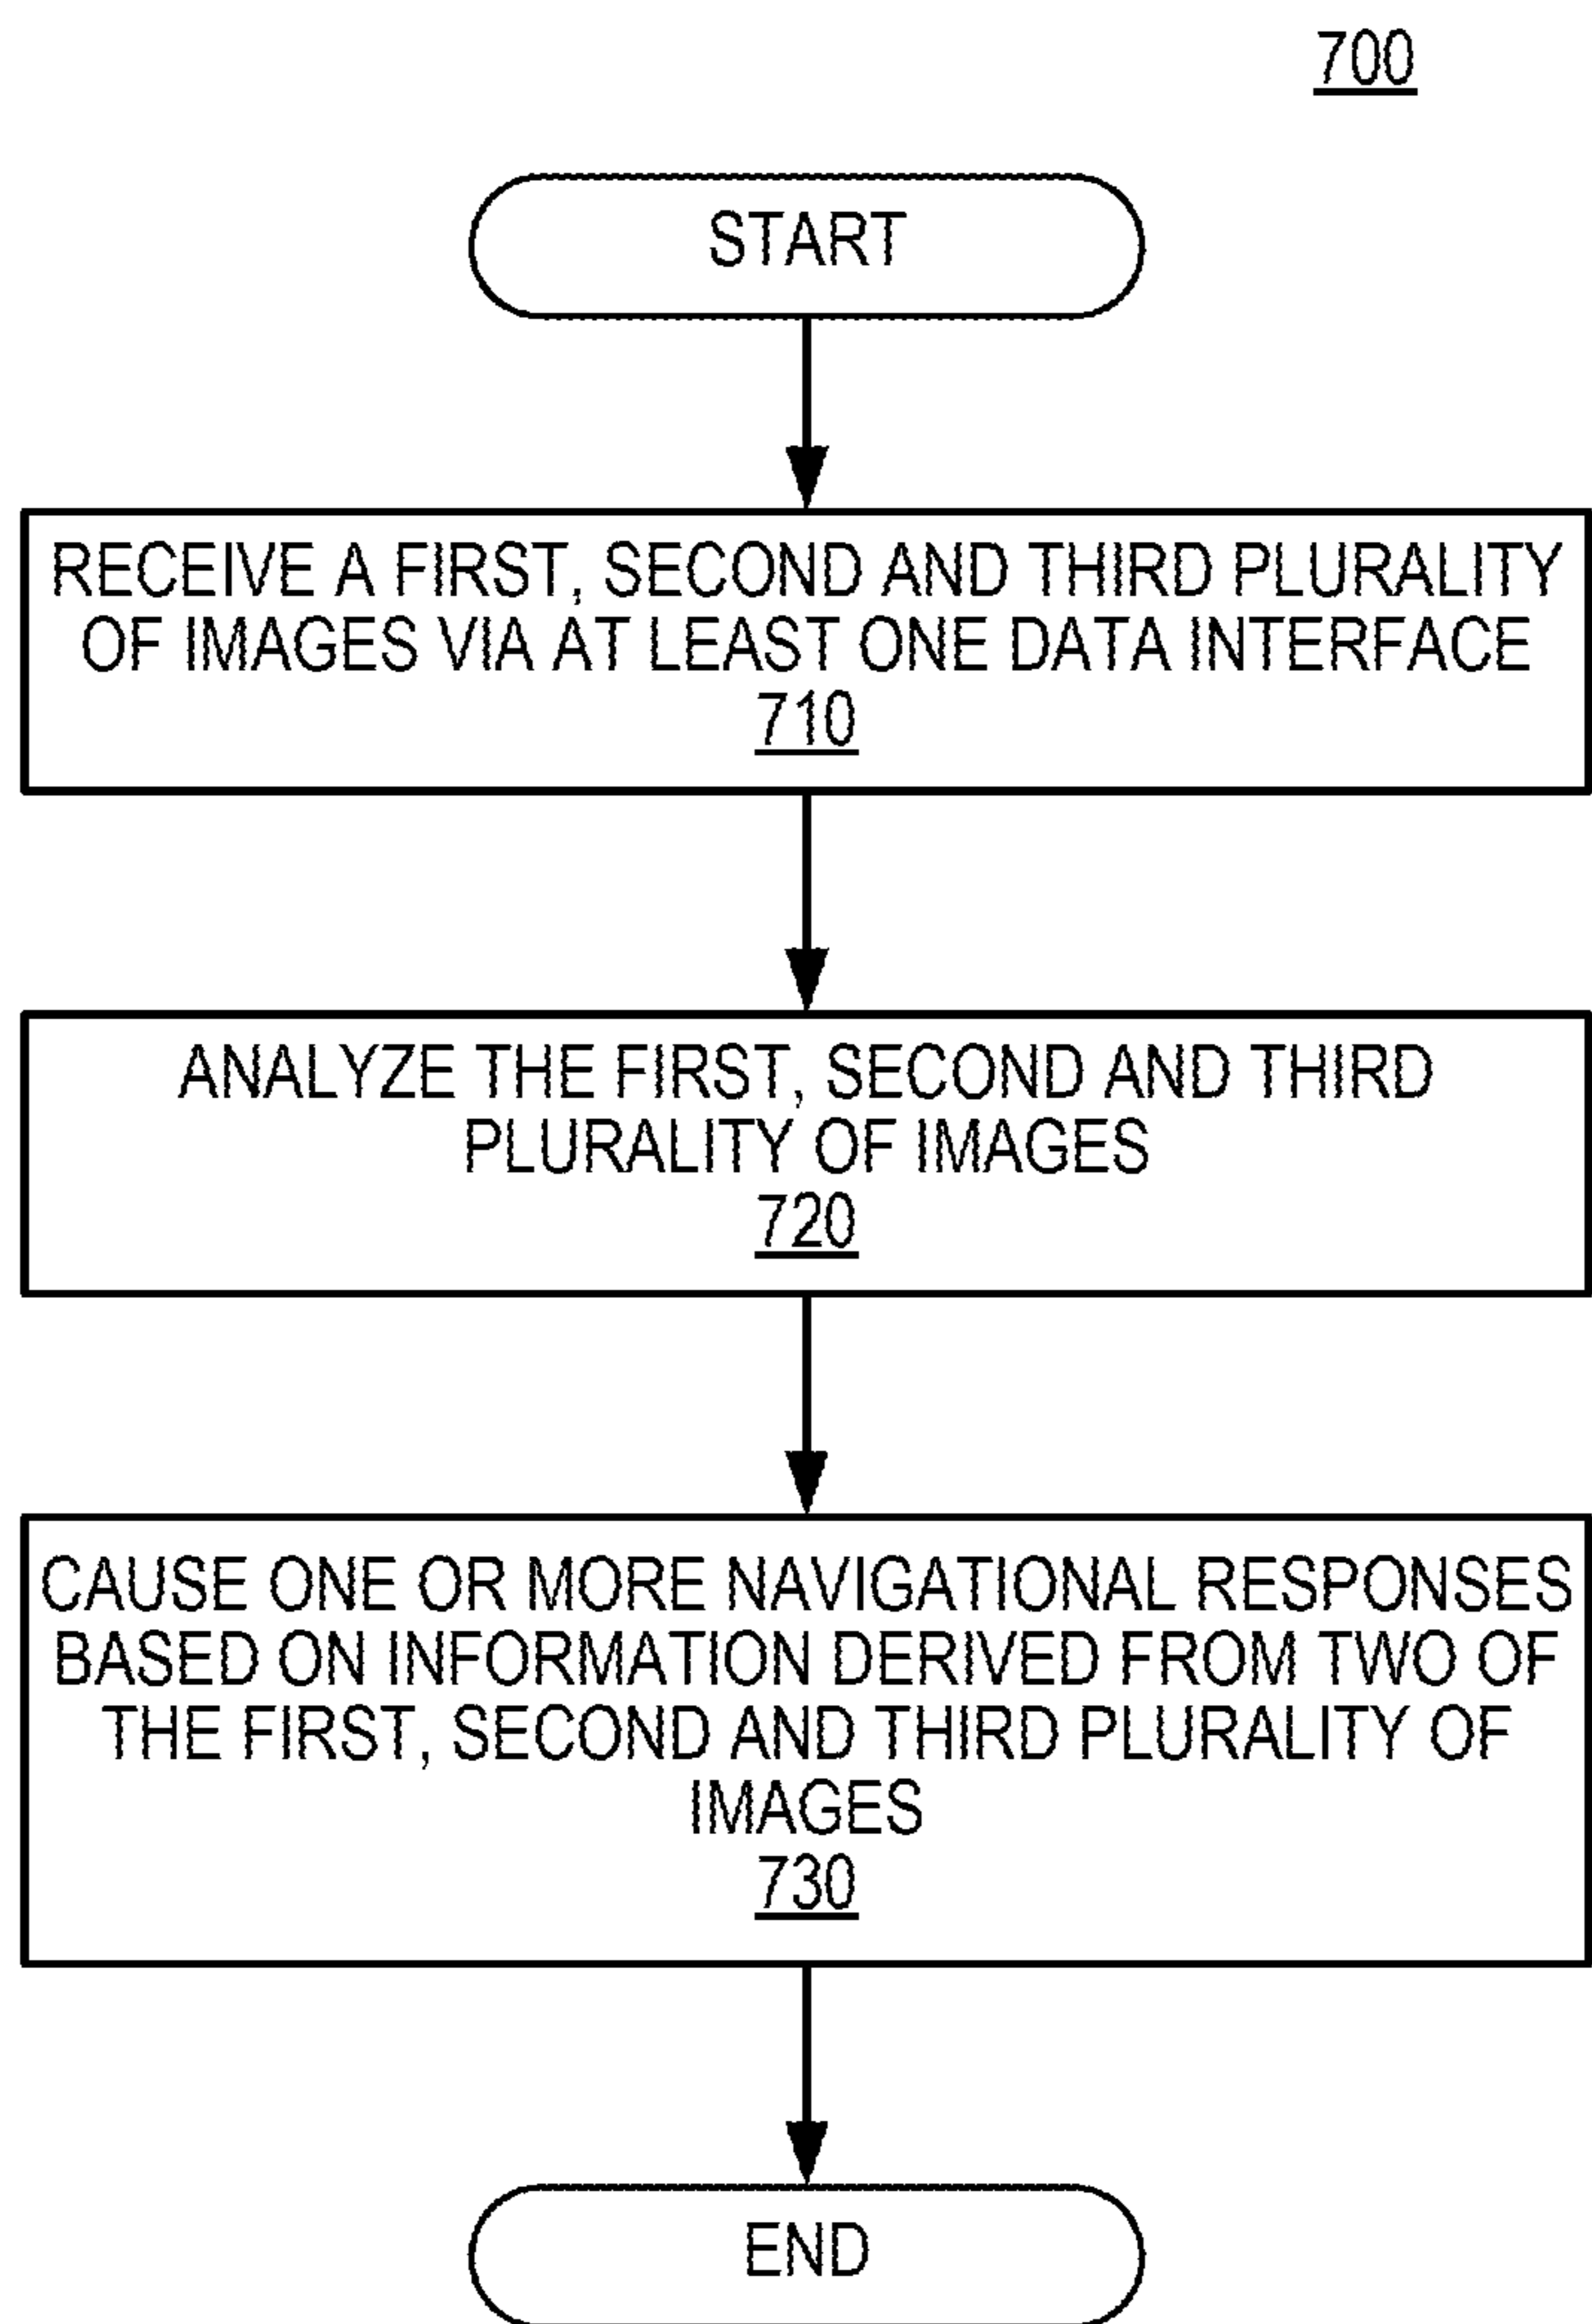 700
START
RECEIVE A FIRST, SECOND AND THIRD PLURALITY
OF IMAGES VIA AT LEAST ONE DATA INTERFACE
710
ANALYZE THE FIRST, SECOND AND THIRD
PLURALITY OF IMAGES
720
CAUSE ONE OR MORE NAVIGATIONAL RESPONSES
BASED ON INFORMATION DERIVED FROM TWO OF
THE FIRST, SECOND AND THIRD PLURALITY OF
IMAGES
730
END